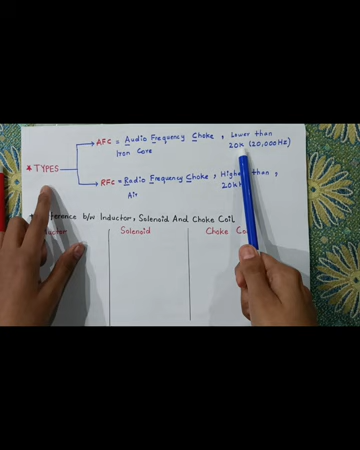 AFC = Audio Frequency Choke, Lower than
Iron Core 20k (20,000Hz)
* TYPES
RFC = Radio Frequency Choke, Higher than,
Air 20k
b/w Inductor, Solenoid And Choke Coil
Solenoid Choke